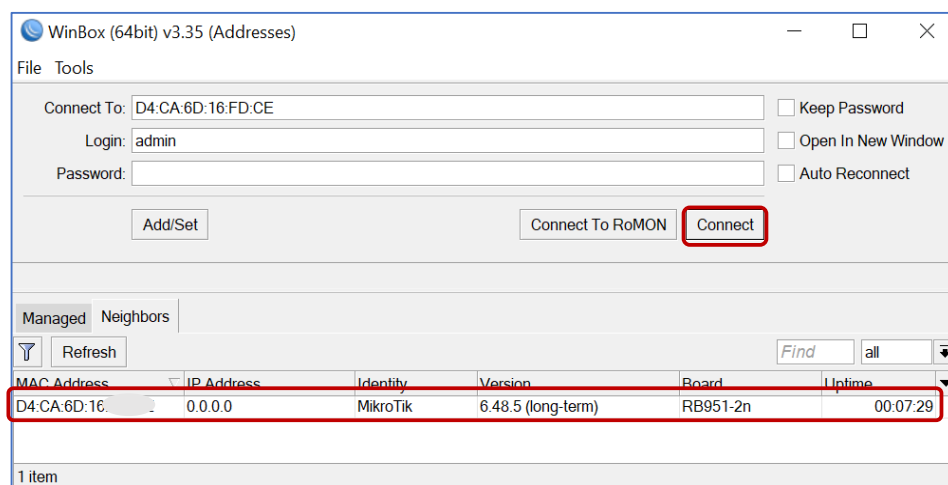 WinBox (64bit) v3.35 (Addresses)
File Tools
Connect To: D4:CA:6D:16:FD:CE Keep Password
Login: admin Open In New Window
Password: Auto Reconnect
Add/Set Connect To RoMON Connect
Managed Neighbors
Refresh Find all
MAC Address IP Address Identity Version Board Uptime
D4:CA:6D:16: 0.0.0.0 MikroTik 6.48.5 (long-term) RB951-2n 00:07:29
1 item